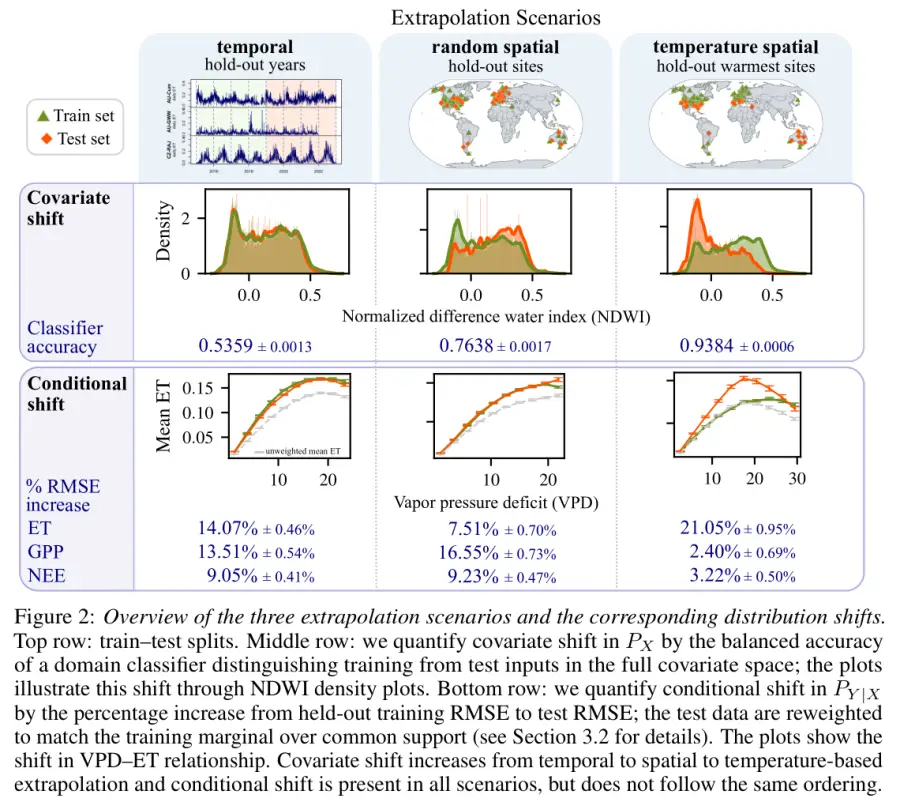 Extrapolation Scenarios
temporal
hold-out years
random spatial
hold-out sites
temperature spatial
hold-out warmest sites
Train set
Test set
AU-Cum
2016 2018 2020 2022
Covariate
shift
Density
2
0
0.0 0.5
0.0 0.5
0.0 0.5
Normalized difference water index (NDWI)
Classifier
accuracy
0.5359 ± 0.0013
0.7638 ± 0.0017
0.9384 ± 0.0006
Conditional
shift
Mean ET
0.15
0.10
0.05
unweighted mean ET
10 20
10 20
10 20 30
Vapor pressure deficit (VPD)
% RMSE
increase
ET 14.07% ± 0.46% 7.51% ± 0.70% 21.05% ± 0.95%
GPP 13.51% ± 0.54% 16.55% ± 0.73% 2.40% ± 0.69%
NEE 9.05% ± 0.41% 9.23% ± 0.47% 3.22% ± 0.50%
Figure 2: Overview of the three extrapolation scenarios and the corresponding distribution shifts.
Top row: train–test splits. Middle row: we quantify covariate shift in P_X by the balanced accuracy
of a domain classifier distinguishing training from test inputs in the full covariate space; the plots
illustrate this shift through NDWI density plots. Bottom row: we quantify conditional shift in P_{Y|X}
by the percentage increase from held-out training RMSE to test RMSE; the test data are reweighted
to match the training marginal over common support (see Section 3.2 for details). The plots show the
shift in VPD–ET relationship. Covariate shift increases from temporal to spatial to temperature-based
extrapolation and conditional shift is present in all scenarios, but does not follow the same ordering.